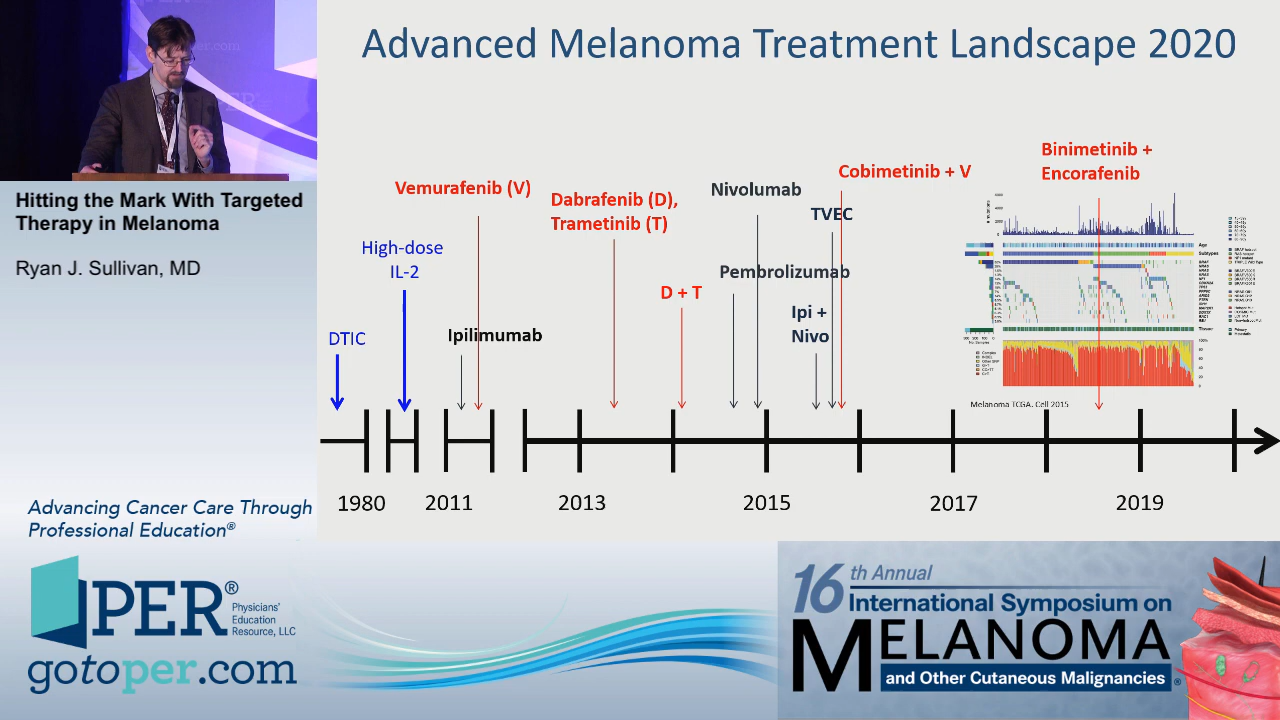 Advanced Melanoma Treatment Landscape 2020
Hitting the Mark With Targeted
Therapy in Melanoma
Ryan J. Sullivan, MD
DTIC
High-dose
IL-2
Ipilimumab
Vemurafenib (V)
Dabrafenib (D),
Trametinib (T)
D + T
Nivolumab
Pembrolizumab
TVEC
Ipi +
Nivo
Cobimetinib + V
Binimetinib +
Encorafenib
Age
Subtypes
Melanoma TCGA. Cell 2015
1980
2011
2013
2015
2017
2019
Advancing Cancer Care Through
Professional Education®
PER®
Physicians'
Education
Resource, LLC
gotoper.com
16th Annual
International Symposium on
MELANOMA
and Other Cutaneous Malignancies®